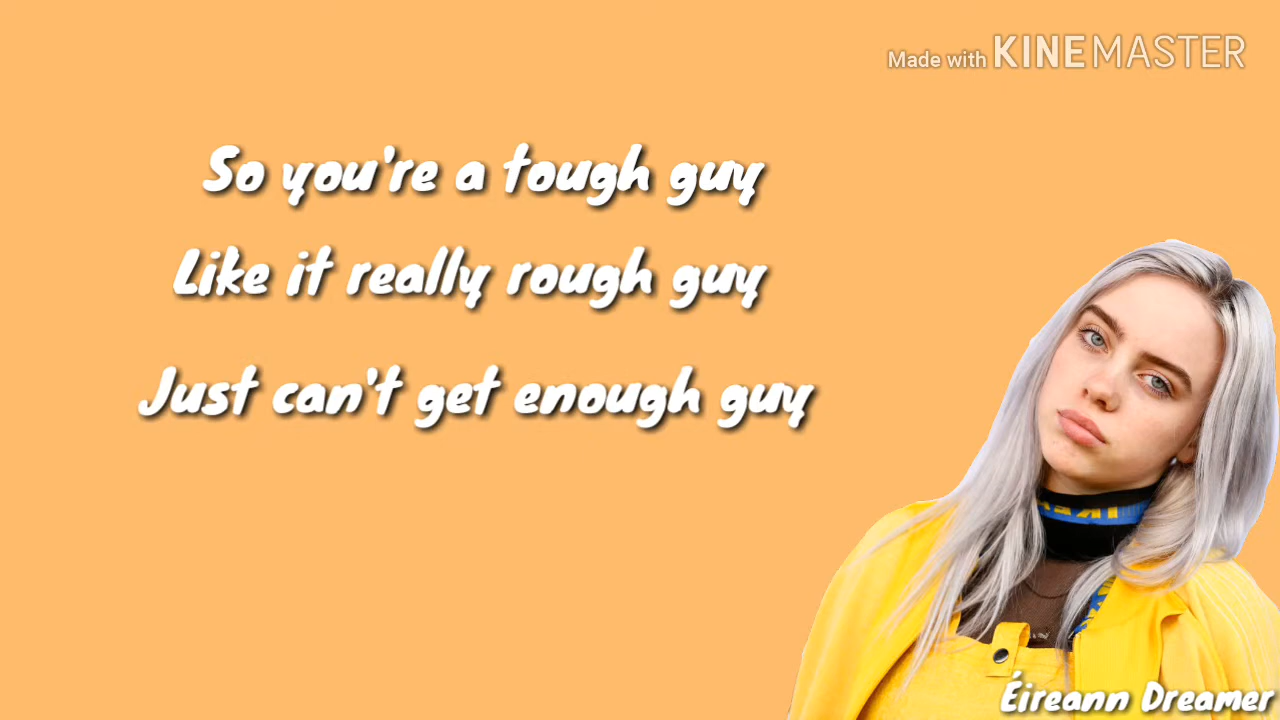 Made with KINEMASTER
So you're a tough guy
Like it really rough guy
Just can't get enough guy
Éireann Dreamer